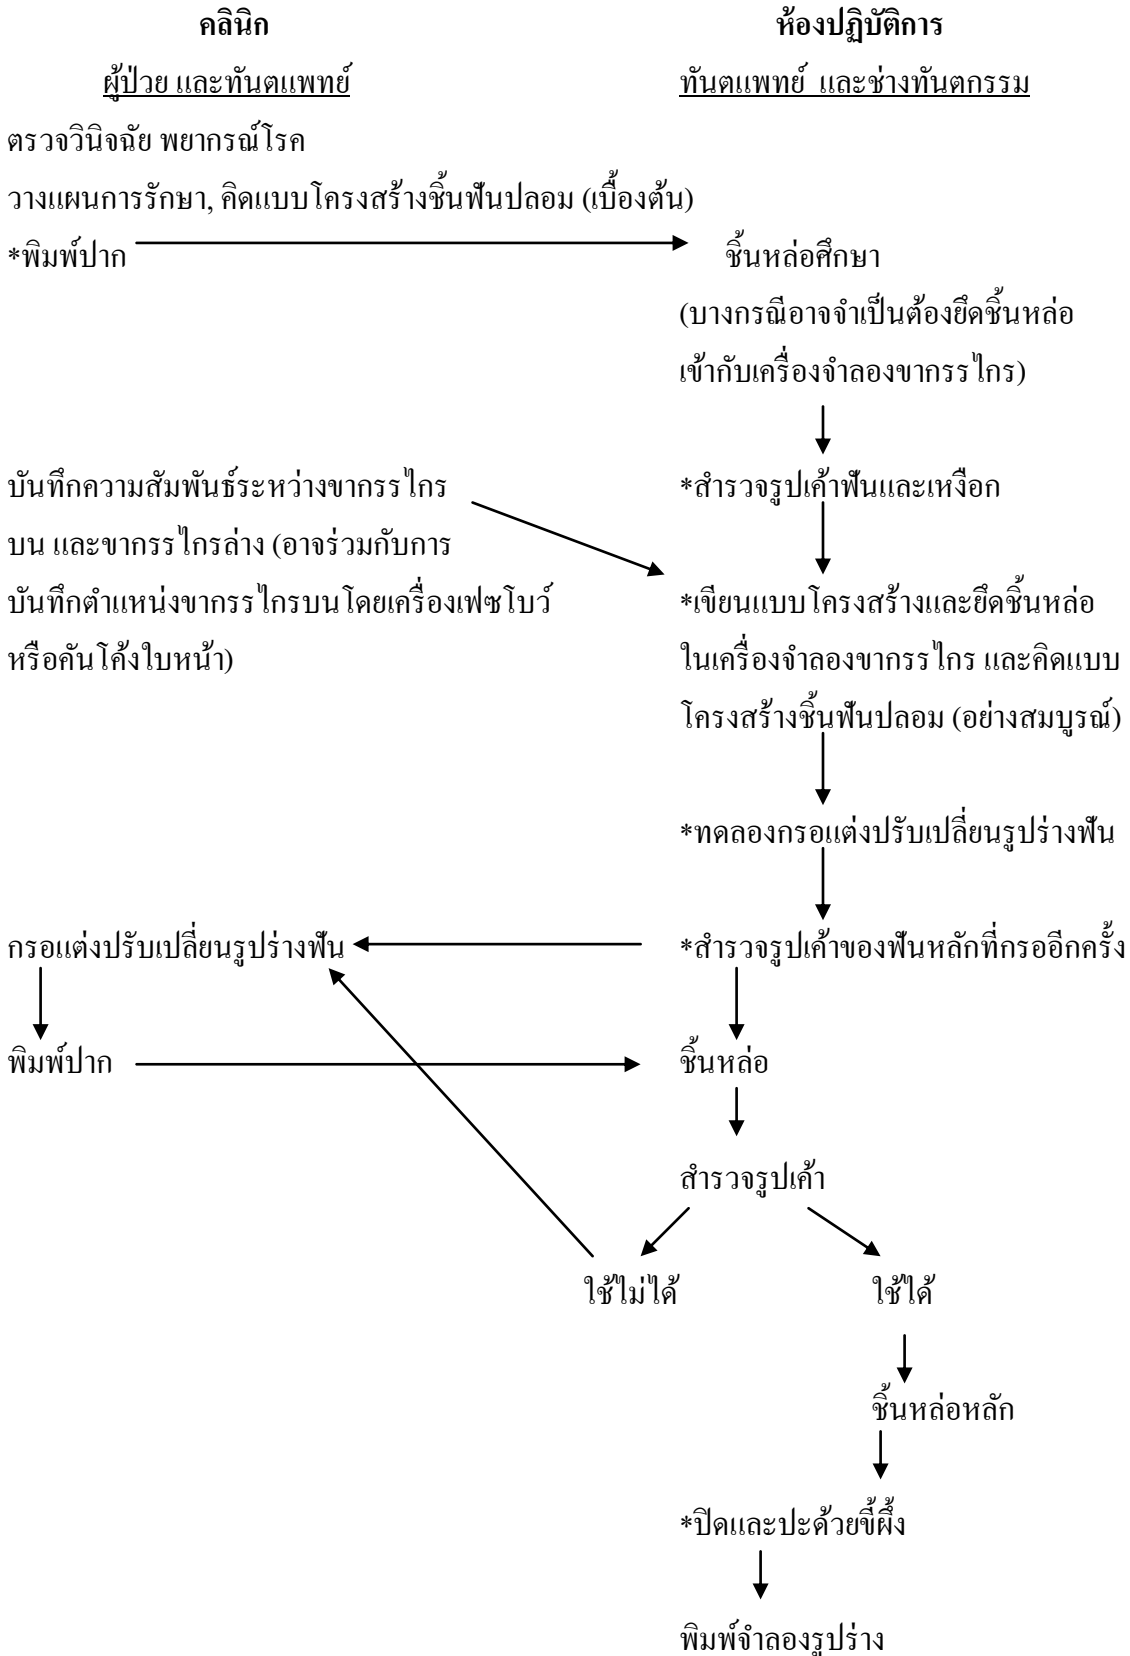 คลินิก ห้องปฏิบัติการ
ผู้ป่วย และทันตแพทย์ ทันตแพทย์ และช่างทันตกรรม
ตรวจวินิจฉัย พยากรณ์โรค
วางแผนการรักษา, คิดแบบโครงสร้างชิ้นฟันปลอม (เบื้องต้น)
*พิมพ์ปาก ชิ้นหล่อศึกษา
(บางกรณีอาจจำเป็นต้องยึดชิ้นหล่อ
เข้ากับเครื่องจำลองขากรรไกร)
บันทึกความสัมพันธ์ระหว่างขากรรไกร *สำรวจรูปเค้าฟันและเหงือก
บน และขากรรไกรล่าง (อาจร่วมกับการ
บันทึกตำแหน่งขากรรไกรบนโดยเครื่องเฟซโบว์ *เขียนแบบโครงสร้างและยึดชิ้นหล่อ
หรือคันโค้งใบหน้า) ในเครื่องจำลองขากรรไกร และคิดแบบ
โครงสร้างชิ้นฟันปลอม (อย่างสมบูรณ์)
*ทดลองกรอแต่งปรับเปลี่ยนรูปร่างฟัน
กรอแต่งปรับเปลี่ยนรูปร่างฟัน *สำรวจรูปเค้าของฟันหลักที่กรออีกครั้ง
พิมพ์ปาก ชิ้นหล่อ
สำรวจรูปเค้า
ใช้ไม่ได้ ใช้ได้
ชิ้นหล่อหลัก
*ปิดและปะด้วยขี้ผึ้ง
พิมพ์จำลองรูปร่าง